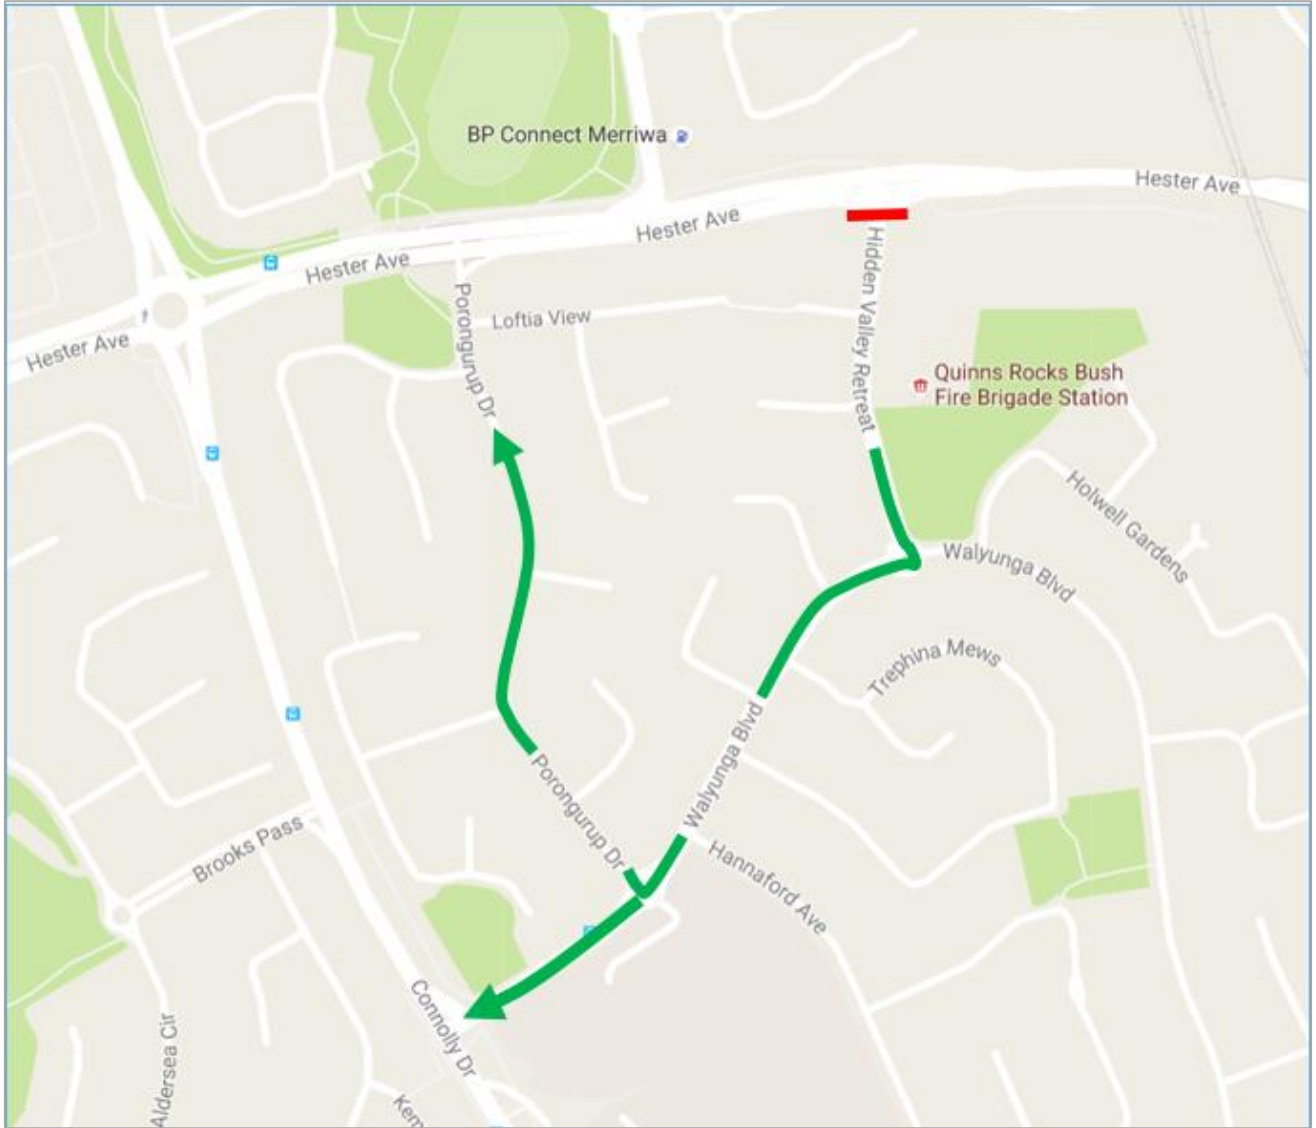 BP Connect Merriwa
Hester Ave
Hester Ave
Hester Ave
Hester Ave
Hidden Valley Retreat
Porongurup Dr
Loftia View
Quinns Rocks Bush
Fire Brigade Station
Holwell Gardens
Walyunga Blvd
Trephina Mews
Walyunga Blvd
Porongurup Dr
Brooks Pass
Hannaford Ave
Connolly Dr
Aldersea Cir
Kem